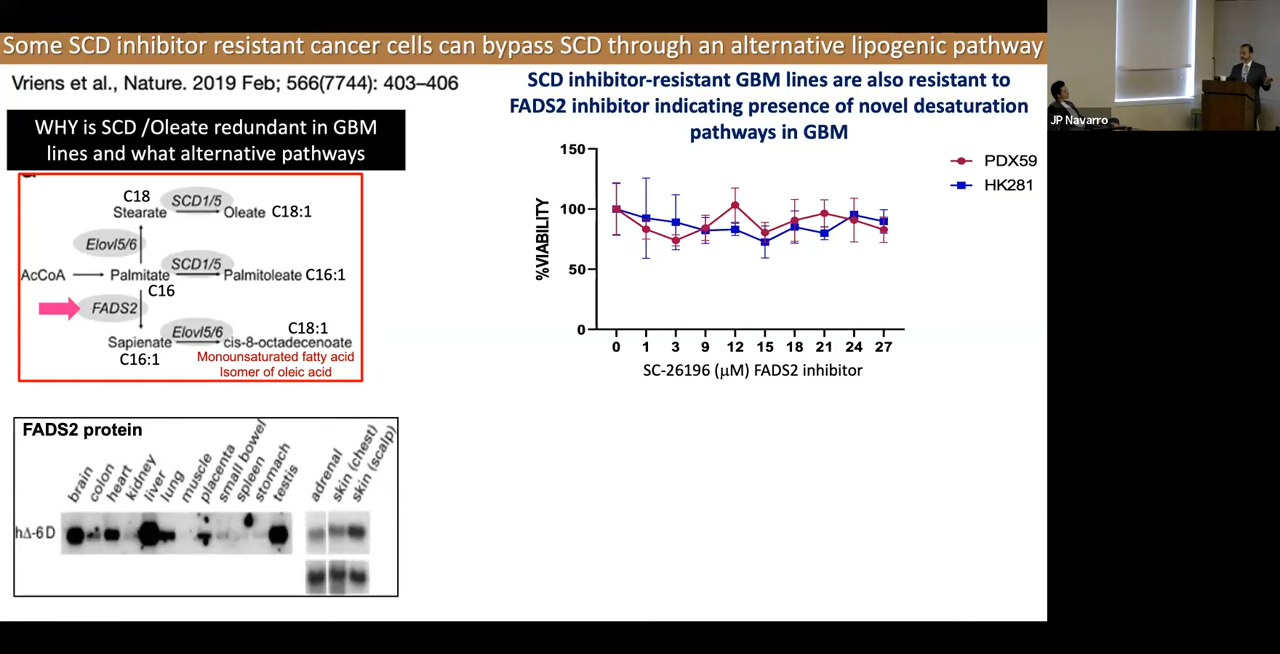 Some SCD inhibitor resistant cancer cells can bypass SCD through an alternative lipogenic pathway
Vriens et al., Nature. 2019 Feb; 566(7744): 403–406
WHY is SCD /Oleate redundant in GBM
lines and what alternative pathways
C18
SCD1/5
Stearate
Oleate C18:1
Elovl5/6
SCD1/5
AcCoA
Palmitate
Palmitoleate C16:1
C16
FADS2
Elovl5/6
C18:1
Sapienate
cis-8-octadecenoate
C16:1
Monounsaturated fatty acid
Isomer of oleic acid
FADS2 protein
brain
colon
heart
kidney
liver
lung
muscle
placenta
small bowel
spleen
stomach
testis
adrenal
skin (chest)
skin (scalp)
hΔ-6D
SCD inhibitor-resistant GBM lines are also resistant to
FADS2 inhibitor indicating presence of novel desaturation
pathways in GBM
PDX59
HK281
%VIABILITY
150
100
50
0
0 1 3 9 12 15 18 21 24 27
SC-26196 (μM) FADS2 inhibitor
JP Navarro